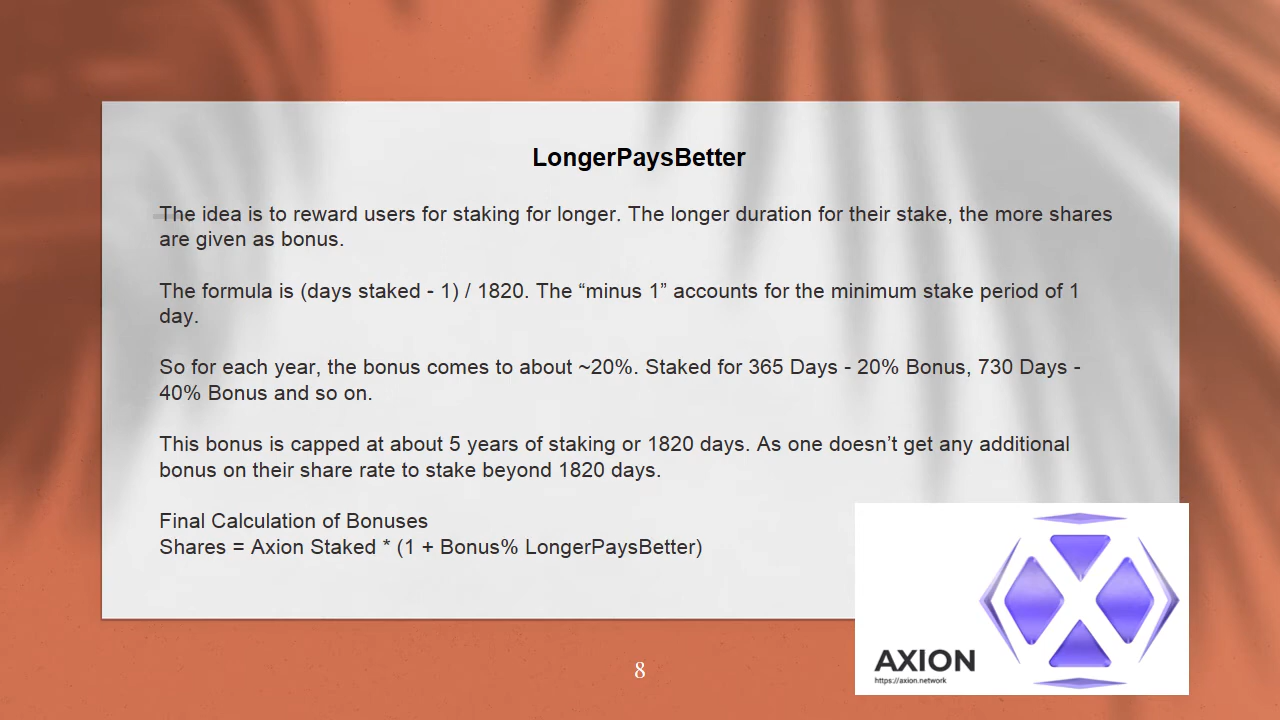 LongerPaysBetter
The idea is to reward users for staking for longer. The longer duration for their stake, the more shares
are given as bonus.
The formula is (days staked - 1) / 1820. The “minus 1” accounts for the minimum stake period of 1
day.
So for each year, the bonus comes to about ~20%. Staked for 365 Days - 20% Bonus, 730 Days -
40% Bonus and so on.
This bonus is capped at about 5 years of staking or 1820 days. As one doesn’t get any additional
bonus on their share rate to stake beyond 1820 days.
Final Calculation of Bonuses
Shares = Axion Staked * (1 + Bonus% LongerPaysBetter)
AXION
https://axion.network
8